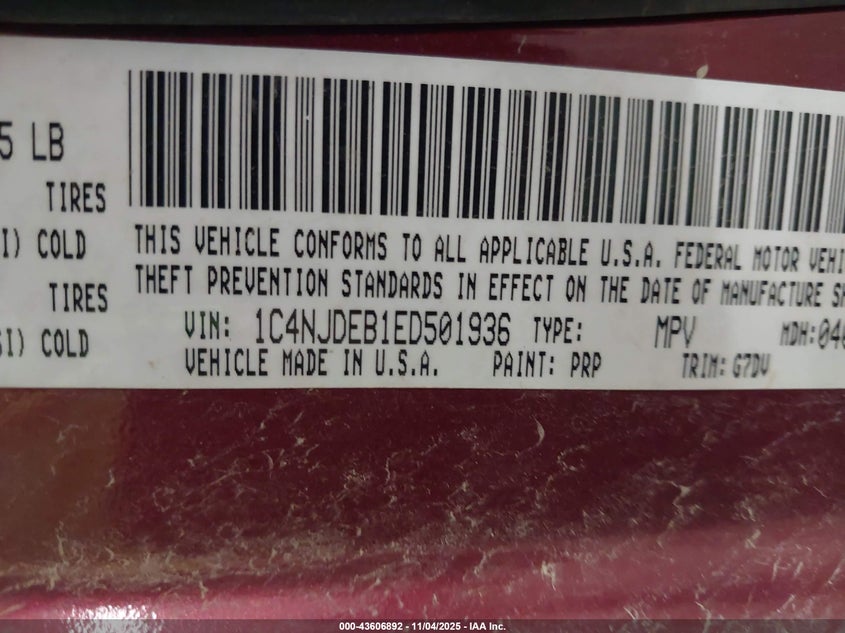 5 LB
TIRES
I) COLD
TIRES
SI) COLD
THIS VEHICLE CONFORMS TO ALL APPLICABLE U.S.A. FEDERAL MOTOR VEHI
THEFT PREVENTION STANDARDS IN EFFECT ON THE DATE OF MANUFACTURE SH
VIN: 1C4NJDEB1ED501936 TYPE: MPV MDH:040
VEHICLE MADE IN U.S.A. PAINT: PRP TRIM: G7DV
000-43606892 - 11/04/2025 - IAA Inc.